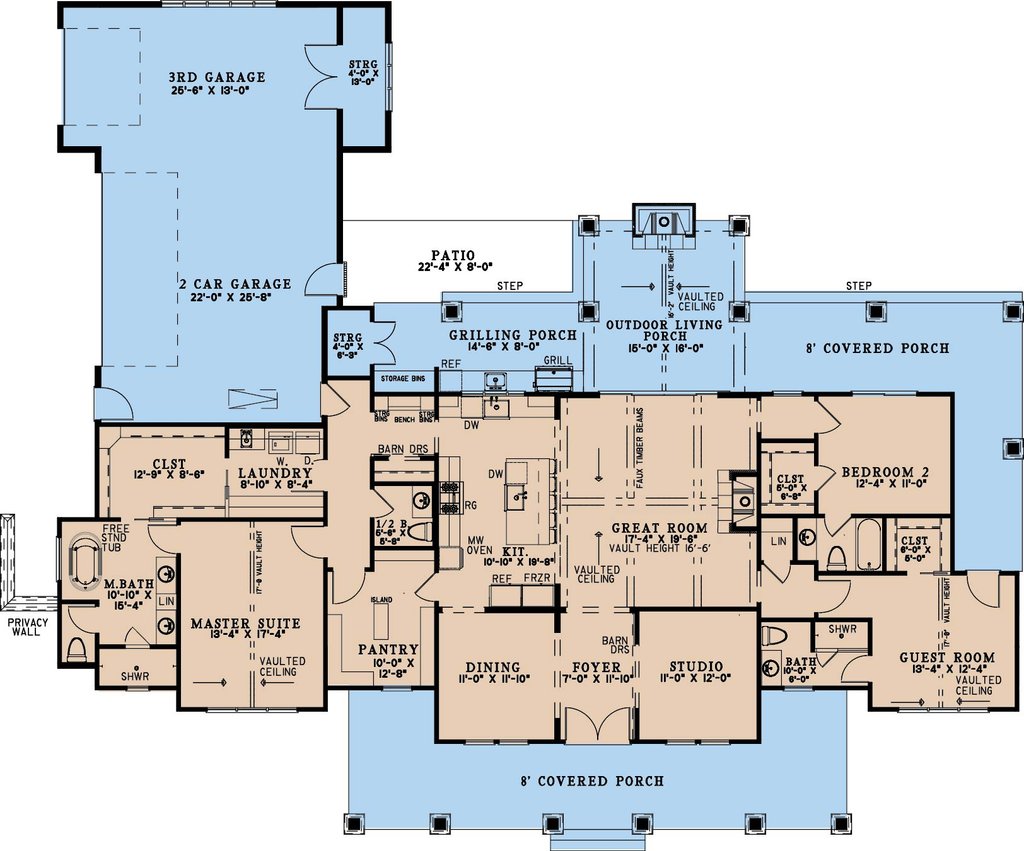 3RD GARAGE
25'-6" X 13'-0"
STRG
4'-0" X
13'-0"
2 CAR GARAGE
22'-0" X 25'-8"
PATIO
22'-4" X 8'-0"
STEP
STEP
16'-2" VAULT HEIGHT
VAULTED
CEILING
OUTDOOR LIVING
PORCH
15'-0" X 16'-0"
GRILLING PORCH
14'-6" X 8'-0"
8' COVERED PORCH
STRG
4'-0" X
6'-3"
REF
GRILL
STORAGE BINS
STRG
BINS
BENCH
STRG
BINS
DW
BARN DRS
FAUX TIMBER BEAMS
CLST
12'-9" X 8'-6"
W.
D.
LAUNDRY
8'-10" X 8'-4"
DW
RG
1/2 B.
5'-6" X
5'-8"
MW
OVEN
KIT.
10'-10" X 19'-8"
REF
FRZR
GREAT ROOM
17'-4" X 19'-6"
VAULT HEIGHT 16'-6"
VAULTED
CEILING
CLST
5'-0" X
6'-8"
BEDROOM 2
12'-4" X 11'-0"
LIN
CLST
6'-0" X
5'-0"
FREE
STND
TUB
M.BATH
10'-10" X
15'-4"
LIN
SHWR
PRIVACY
WALL
17'-0 VAULT HEIGHT
MASTER SUITE
13'-4" X 17'-4"
VAULTED
CEILING
ISLAND
PANTRY
10'-0" X
12'-8"
DINING
11'-0" X 11'-10"
BARN
DRS
FOYER
7'-0" X 11'-10"
STUDIO
11'-0" X 12'-0"
SHWR
BATH
10'-0" X
6'-0"
17'-0" VAULT HEIGHT
GUEST ROOM
13'-4" X 12'-4"
VAULTED
CEILING
8' COVERED PORCH